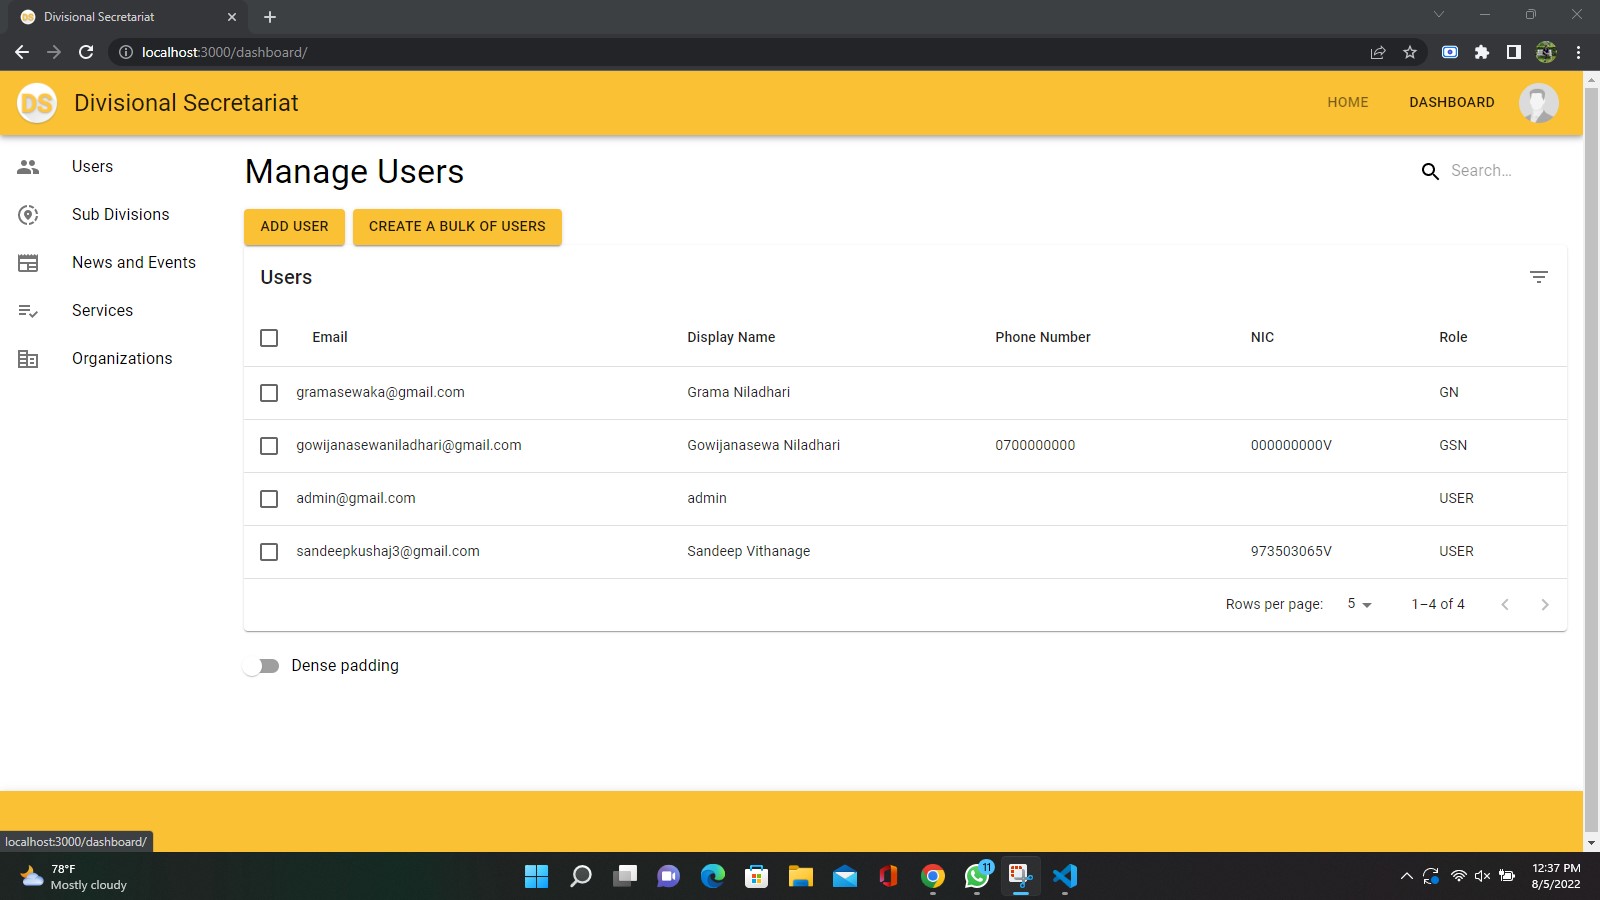 Divisional Secretariat
localhost:3000/dashboard/
DS Divisional Secretariat HOME DASHBOARD
Users
Sub Divisions
News and Events
Services
Organizations
Manage Users Search...
ADD USER CREATE A BULK OF USERS
Users
Email Display Name Phone Number NIC Role
gramasewaka@gmail.com Grama Niladhari GN
gowijanasewaniladhari@gmail.com Gowijanasewa Niladhari 0700000000 000000000V GSN
admin@gmail.com admin USER
sandeepkushaj3@gmail.com Sandeep Vithanage 973503065V USER
Rows per page: 5 1–4 of 4
Dense padding
localhost:3000/dashboard/
78°F
Mostly cloudy
11
12:37 PM
8/5/2022